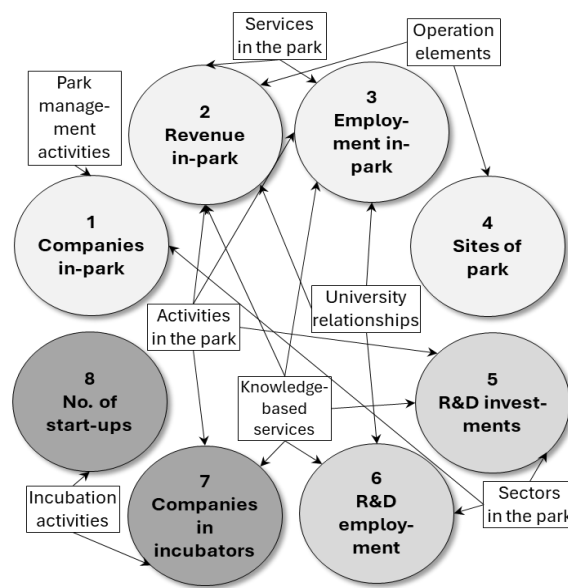 Services
in the park
Operation
elements
Park
manage-
ment
activities
2
Revenue
in-park
3
Employ-
ment in-
park
1
Companies
in-park
4
Sites of
park
Activities
in the park
University
relationships
8
No. of
start-ups
Knowledge-
based
services
5
R&D invest-
ments
Incubation
activities
7
Companies
in
incubators
6
R&D
employ-
ment
Sectors
in the park